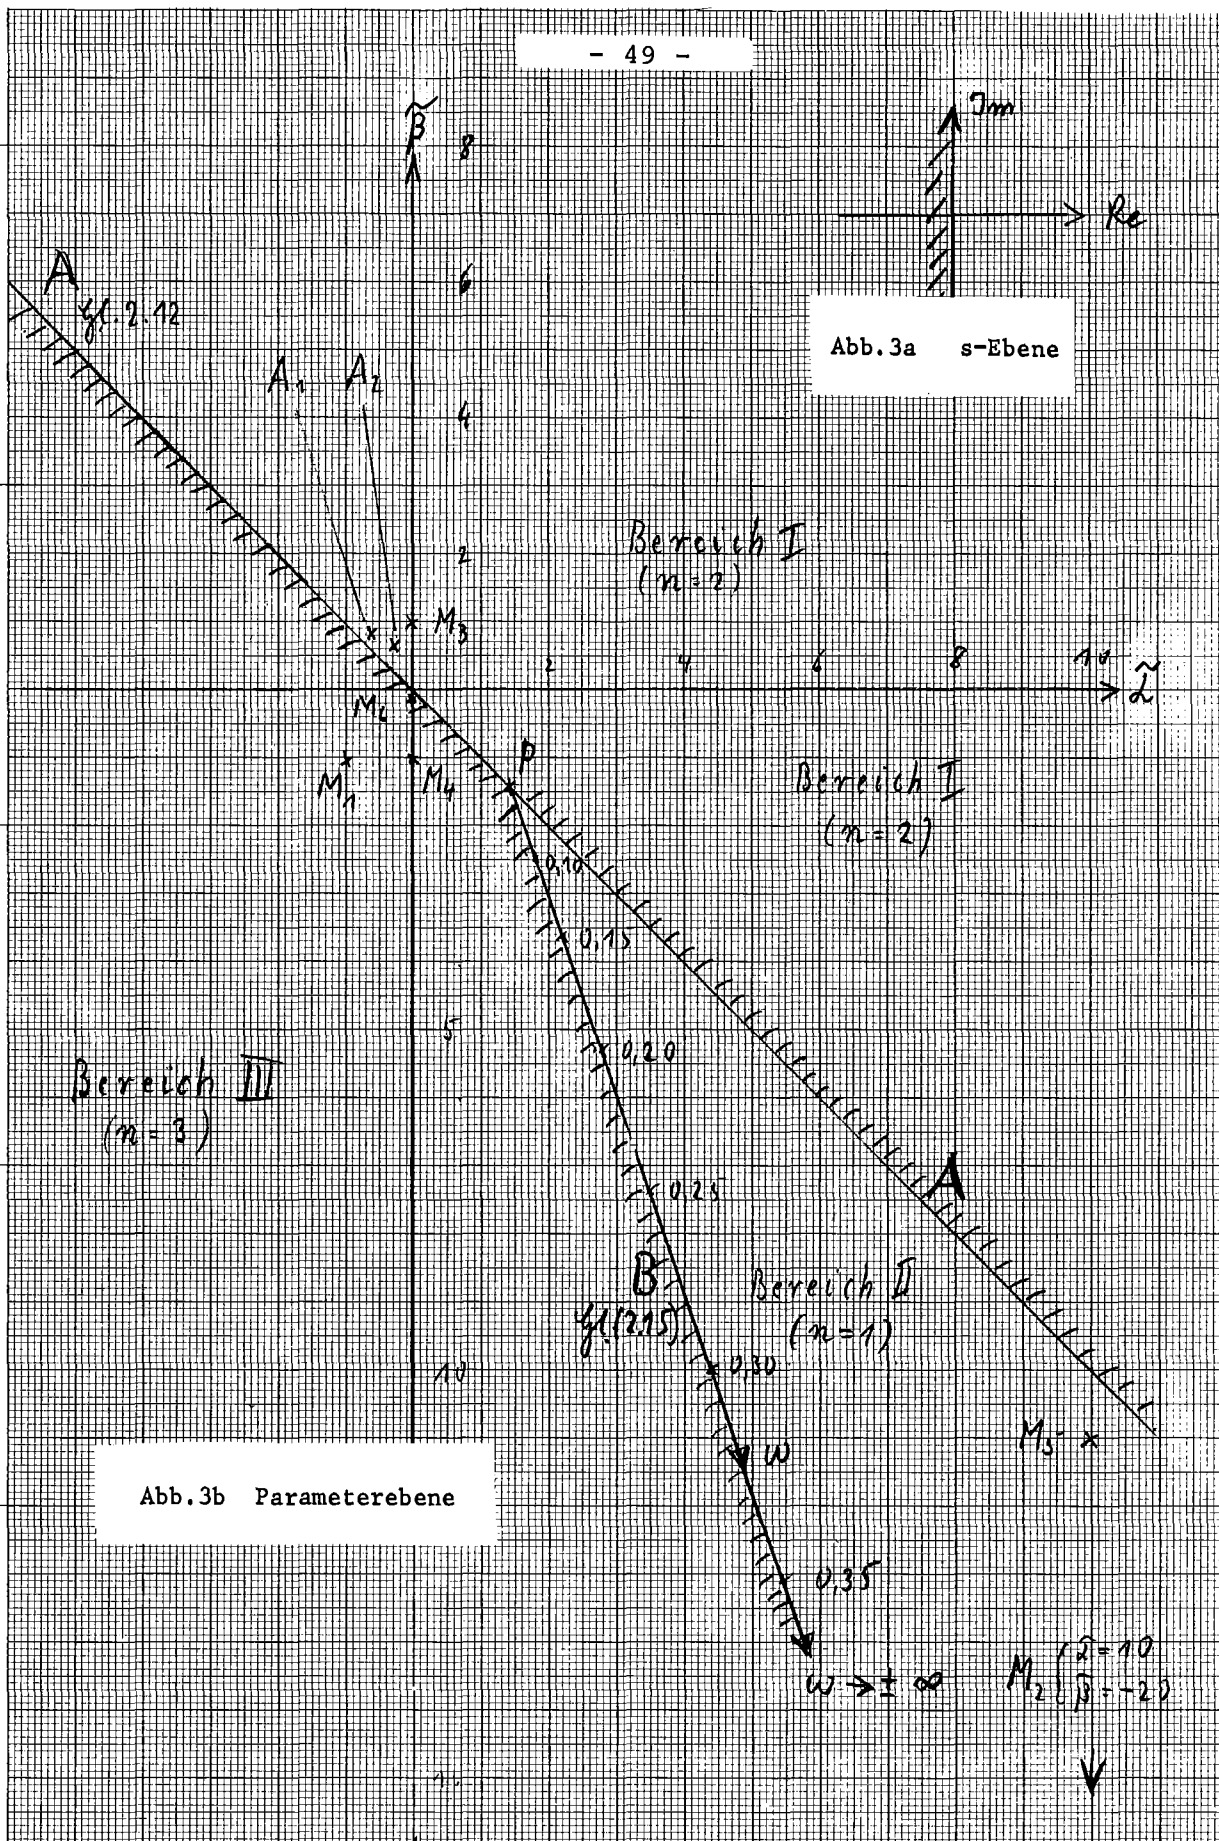 - 49 -
β̃
8
Jm
Re
Abb.3a s-Ebene
6
A
Gl. 2.12
A₁ A₂
4
2
Bereich I
(n=2)
M₃
2 4 6 8 10
α̃
M₁
M₄
P
Bereich I
(n=2)
0,10
0,15
5
0,20
Bereich III
(n=3)
0,25
A
B
Gl.(2.15)
Bereich II
(n=1)
0,30
10
M₅
ω
Abb.3b Parameterebene
0,35
ω → ± ∞
M₂ { α̃ = 10
β̃ = -20